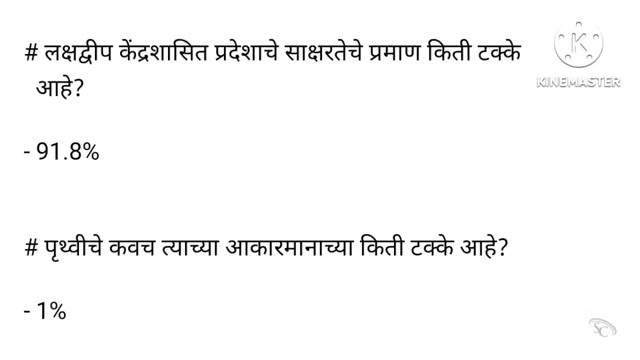 # लक्षद्वीप केंद्रशासित प्रदेशाचे साक्षरतेचे प्रमाण किती टक्के
आहे?
KINEMASTER
- 91.8%
# पृथ्वीचे कवच त्याच्या आकारमानाच्या किती टक्के आहे?
- 1%